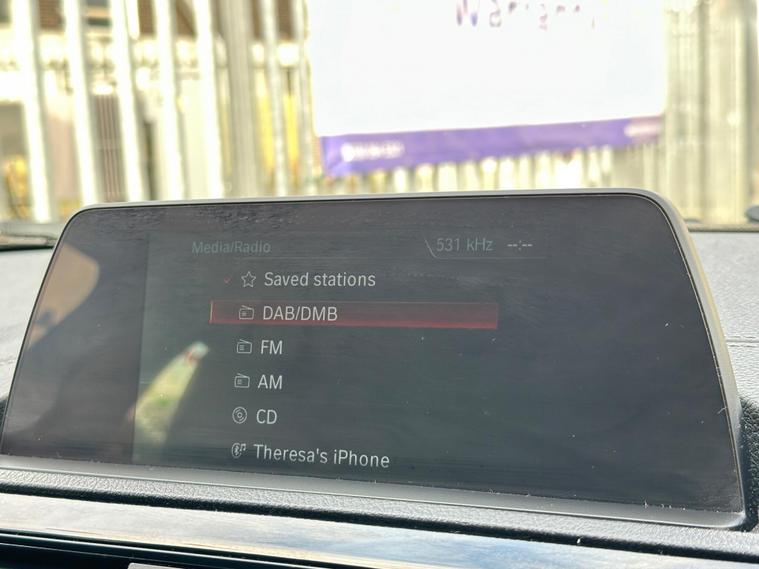 Media/Radio
531 kHz --:--
Saved stations
DAB/DMB
FM
AM
CD
Theresa's iPhone